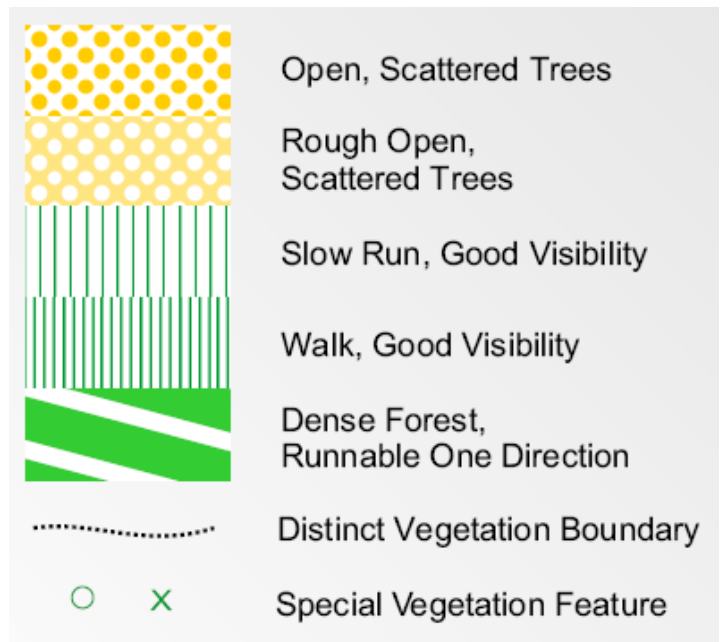 Open, Scattered Trees
Rough Open,
Scattered Trees
Slow Run, Good Visibility
Walk, Good Visibility
Dense Forest,
Runnable One Direction
Distinct Vegetation Boundary
Special Vegetation Feature